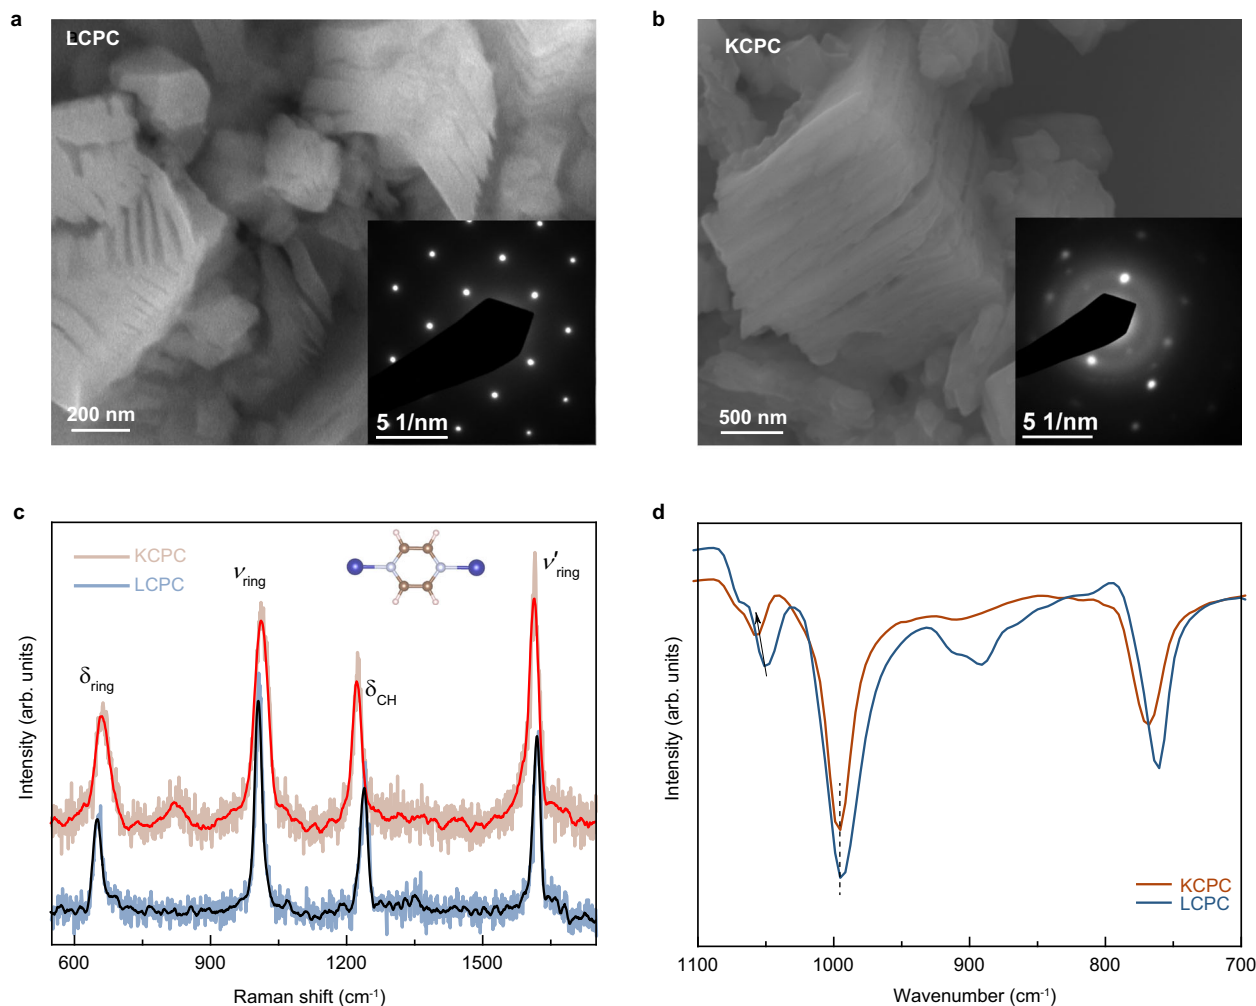 a
LCPC
200 nm
5 1/nm
b
KCPC
500 nm
5 1/nm
c
KCPC
LCPC
δring
νring
δCH
ν′ring
Intensity (arb. units)
600
900
1200
1500
Raman shift (cm-1)
d
Intensity (arb. units)
KCPC
LCPC
1100
1000
900
800
700
Wavenumber (cm-1)